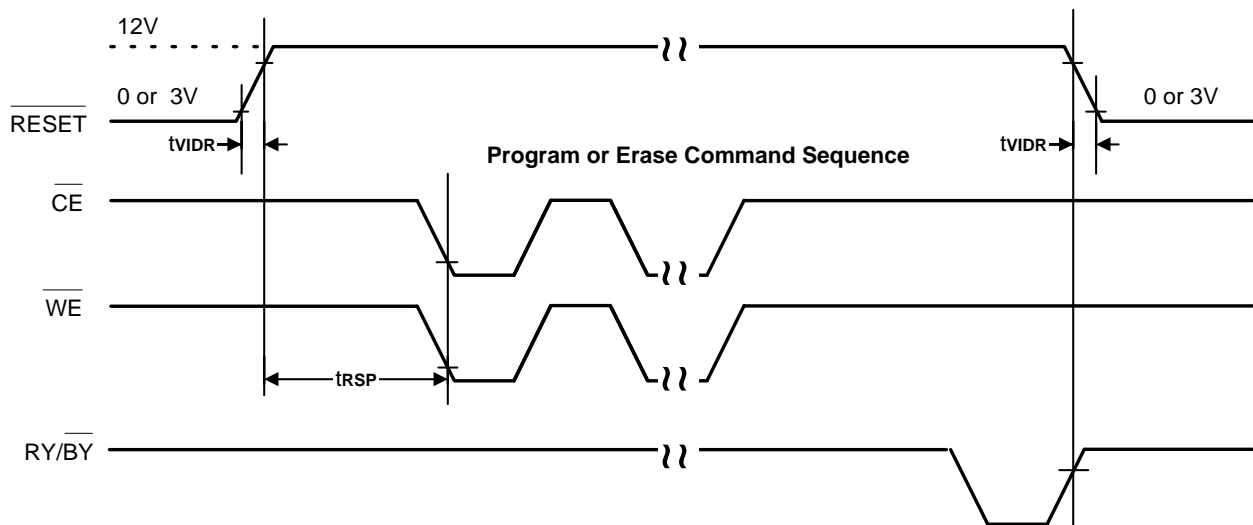 12V
0 or 3V
0 or 3V
RESET
tVIDR
tVIDR
Program or Erase Command Sequence
CE
WE
tRSP
RY/BY